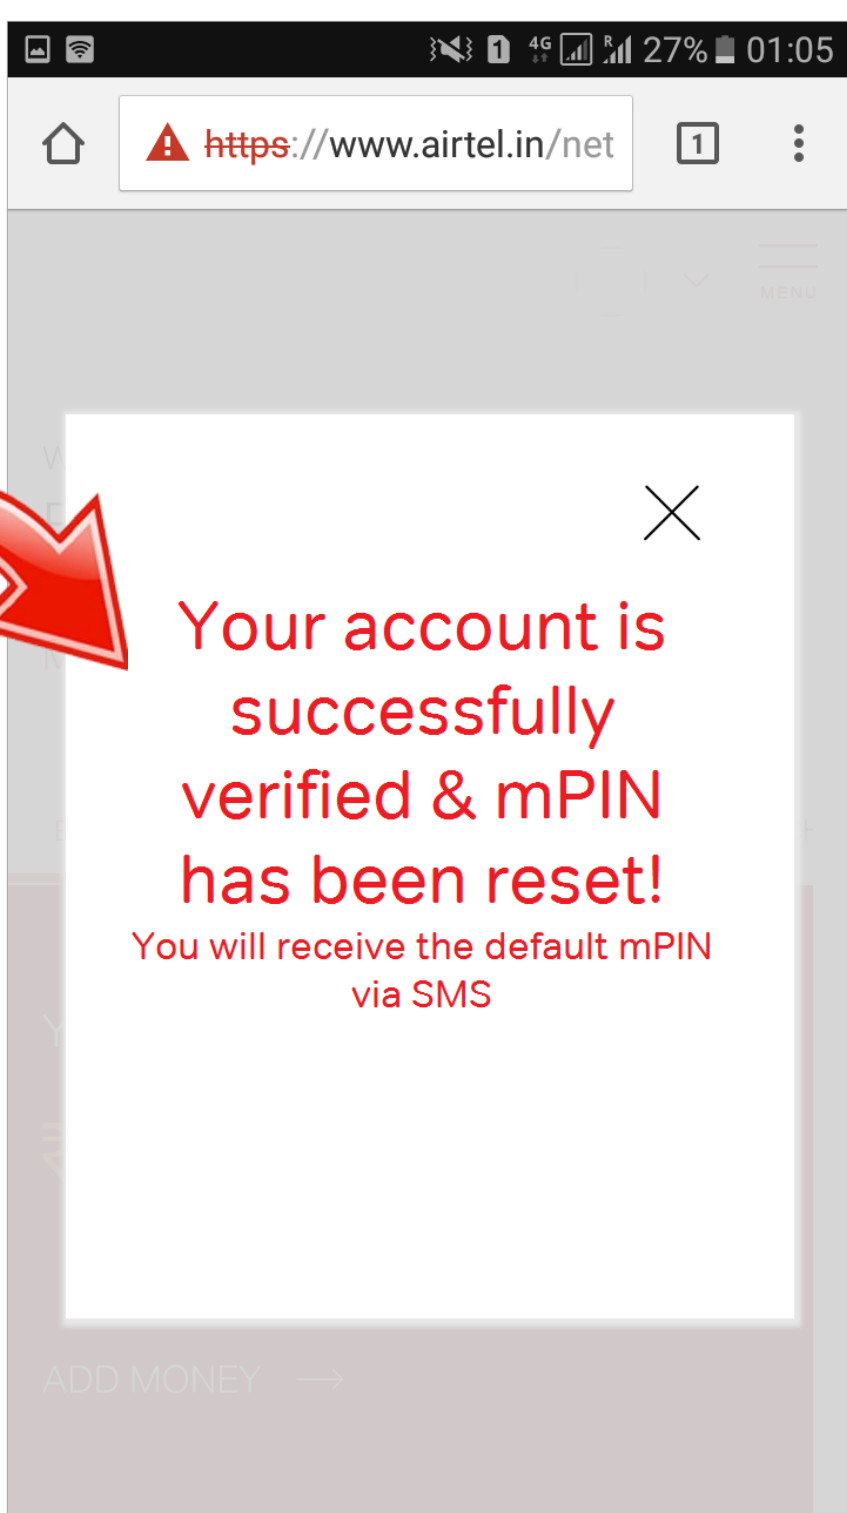 4G R 27% 01:05
https://www.airtel.in/net 1
MENU
Your account is
successfully
verified & mPIN
has been reset!
You will receive the default mPIN
via SMS
ADD MONEY